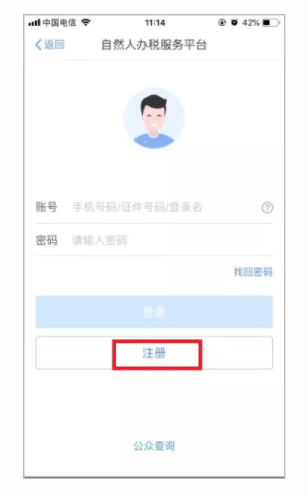 中国电信 11:14 42%
返回 自然人办税服务平台
账号 手机号码/证件号码/登录名
密码 请输入密码
找回密码
登录
注册
公众查询